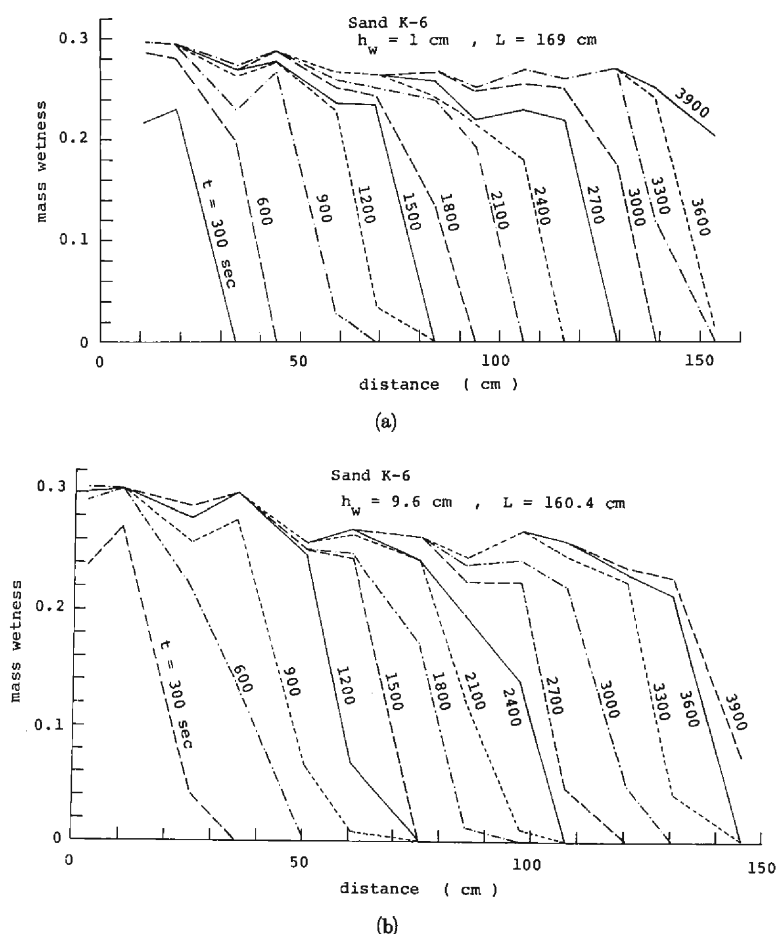 Sand K-6
h_w = 1 cm , L = 169 cm
0.3
0.2
0.1
0
mass wetness
t = 300 sec
600
900
1200
1500
1800
2100
2400
2700
3000
3300
3600
3900
0 50 100 150
distance ( cm )
(a)
Sand K-6
h_w = 9.6 cm , L = 160.4 cm
0.3
0.2
0.1
0
mass wetness
t = 300 sec
600
900
1200
1500
1800
2100
2400
2700
3000
3300
3600
3900
0 50 100 150
distance ( cm )
(b)